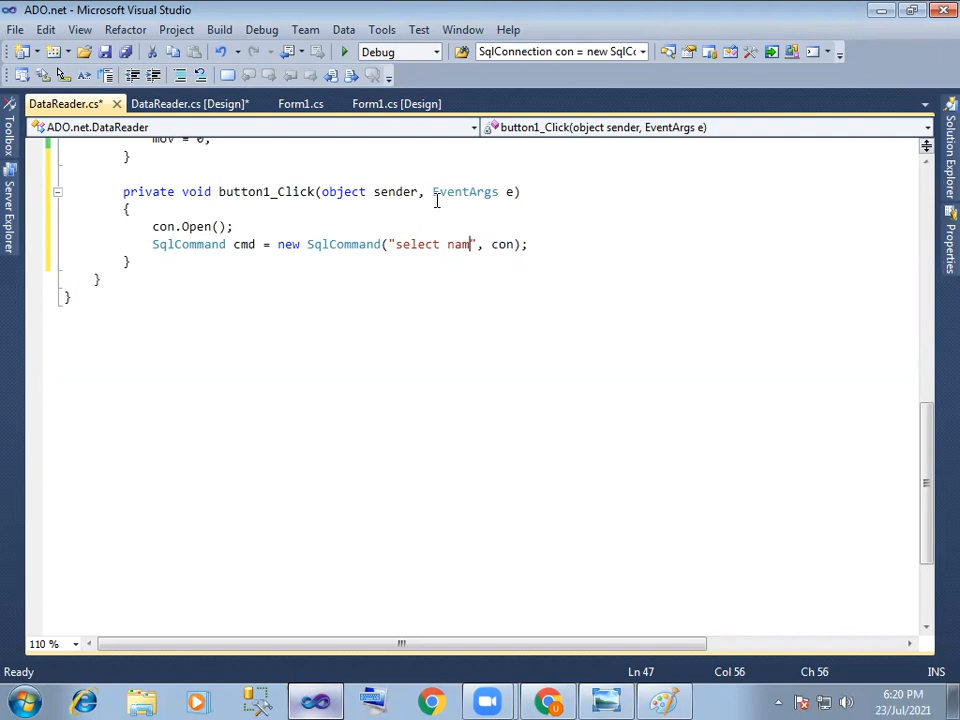 ADO.net - Microsoft Visual Studio
File Edit View Refactor Project Build Debug Team Data Tools Test Window Help
Debug SqlConnection con = new SqlCo
DataReader.cs* DataReader.cs [Design]* Form1.cs Form1.cs [Design]
ADO.net.DataReader button1_Click(object sender, EventArgs e)
Toolbox
Server Explorer
Solution Explorer
Properties
mov = 0;
}
private void button1_Click(object sender, EventArgs e)
{
con.Open();
SqlCommand cmd = new SqlCommand("select nam", con);
}
}
}
110 %
Ready Ln 47 Col 56 Ch 56 INS
6:20 PM
23/Jul/2021